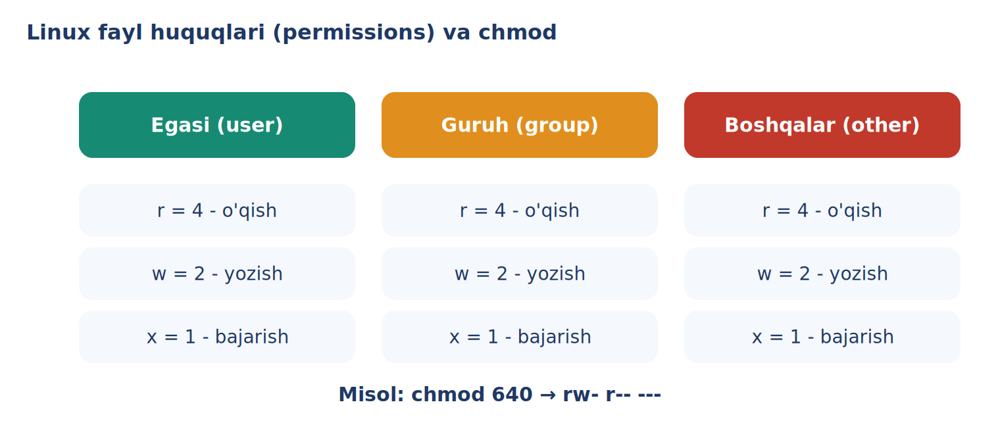 Linux fayl huquqlari (permissions) va chmod
Egasi (user)
Guruh (group)
Boshqalar (other)
r = 4 - o'qish
r = 4 - o'qish
r = 4 - o'qish
w = 2 - yozish
w = 2 - yozish
w = 2 - yozish
x = 1 - bajarish
x = 1 - bajarish
x = 1 - bajarish
Misol: chmod 640 → rw- r-- ---